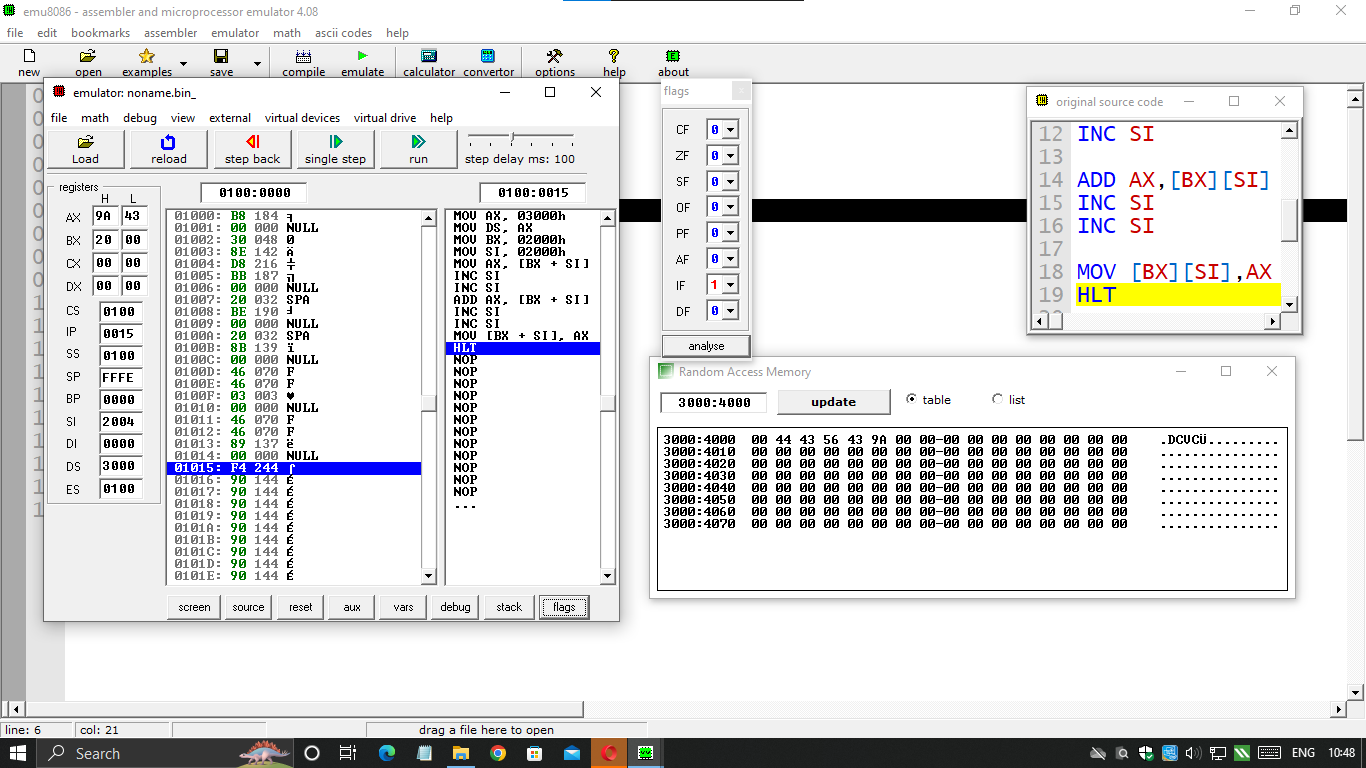 emu8086 - assembler and microprocessor emulator 4.08
file edit bookmarks assembler emulator math ascii codes help
new open examples save compile emulate calculator convertor options help about
emulator: noname.bin_
file math debug view external virtual devices virtual drive help
Load reload step back single step run step delay ms: 100
registers
H L
AX 9A 43
BX 20 00
CX 00 00
DX 00 00
CS 0100
IP 0015
SS 0100
SP FFFE
BP 0000
SI 2004
DI 0000
DS 3000
ES 0100
0100:0000
01000: B8 184 ╕
01001: 00 000 NULL
01002: 30 048 0
01003: 8E 142 Ä
01004: D8 216 ╪
01005: BB 187 ╗
01006: 00 000 NULL
01007: 20 032 SPA
01008: BE 190 ╛
01009: 00 000 NULL
0100A: 20 032 SPA
0100B: 8B 139 ï
0100C: 00 000 NULL
0100D: 46 070 F
0100E: 46 070 F
0100F: 03 003 ♥
01010: 00 000 NULL
01011: 46 070 F
01012: 46 070 F
01013: 89 137 ë
01014: 00 000 NULL
01015: F4 244 ⌠
01016: 90 144 É
01017: 90 144 É
01018: 90 144 É
01019: 90 144 É
0101A: 90 144 É
0101B: 90 144 É
0101C: 90 144 É
0101D: 90 144 É
0101E: 90 144 É
0100:0015
MOV AX, 03000h
MOV DS, AX
MOV BX, 02000h
MOV SI, 02000h
MOV AX, [BX + SI]
INC SI
INC SI
ADD AX, [BX + SI]
INC SI
INC SI
MOV [BX + SI], AX
HLT
NOP
NOP
NOP
NOP
NOP
NOP
NOP
NOP
NOP
NOP
NOP
NOP
...
screen source reset aux vars debug stack flags
flags
CF 0
ZF 0
SF 0
OF 0
PF 0
AF 0
IF 1
DF 0
analyse
original source code
12 INC SI
13
14 ADD AX,[BX][SI]
15 INC SI
16 INC SI
17
18 MOV [BX][SI],AX
19 HLT
Random Access Memory
3000:4000 update table list
3000:4000 00 44 43 56 43 9A 00 00-00 00 00 00 00 00 00 00 .DCVCÜ..........
3000:4010 00 00 00 00 00 00 00 00-00 00 00 00 00 00 00 00 ................
3000:4020 00 00 00 00 00 00 00 00-00 00 00 00 00 00 00 00 ................
3000:4030 00 00 00 00 00 00 00 00-00 00 00 00 00 00 00 00 ................
3000:4040 00 00 00 00 00 00 00 00-00 00 00 00 00 00 00 00 ................
3000:4050 00 00 00 00 00 00 00 00-00 00 00 00 00 00 00 00 ................
3000:4060 00 00 00 00 00 00 00 00-00 00 00 00 00 00 00 00 ................
3000:4070 00 00 00 00 00 00 00 00-00 00 00 00 00 00 00 00 ................
line: 6 col: 21 drag a file here to open
Search ENG 10:48